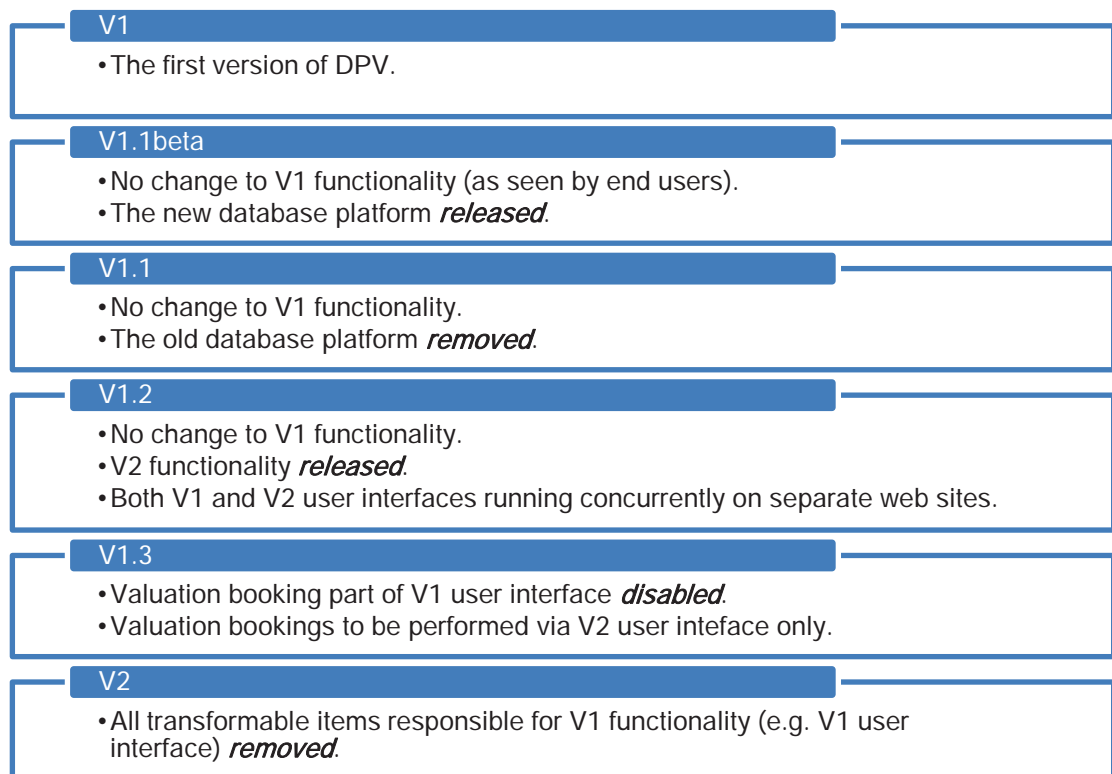 V1
•The first version of DPV.
V1.1beta
•No change to V1 functionality (as seen by end users).
•The new database platform released.
V1.1
•No change to V1 functionality.
•The old database platform removed.
V1.2
•No change to V1 functionality.
•V2 functionality released.
•Both V1 and V2 user interfaces running concurrently on separate web sites.
V1.3
•Valuation booking part of V1 user interface disabled.
•Valuation bookings to be performed via V2 user inteface only.
V2
•All transformable items responsible for V1 functionality (e.g. V1 user
interface) removed.